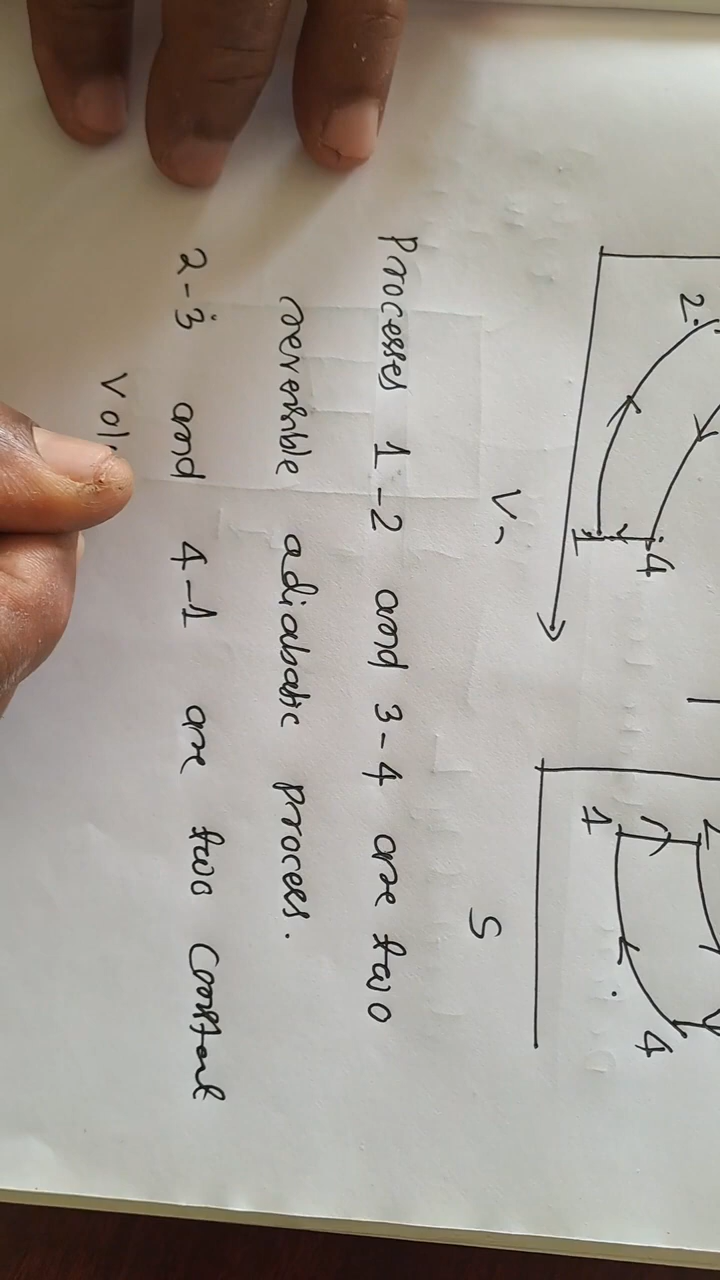 2
1
4
V
2
1
4
S
Processes 1-2 and 3-4 are two
reversible adiabatic process.
2-3 and 4-1 are two constant